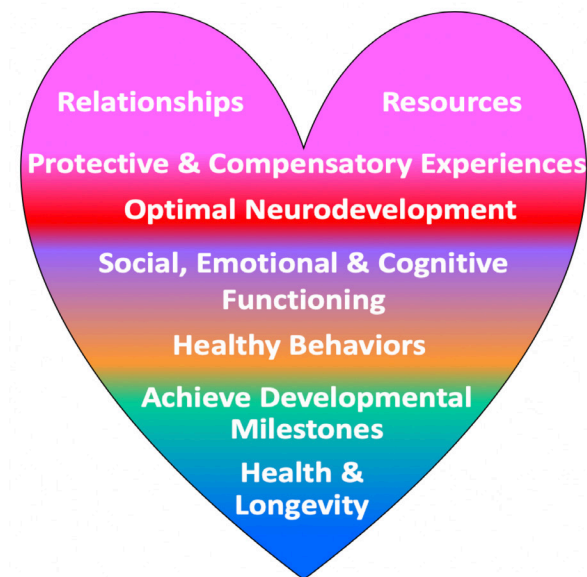 Relationships Resources
Protective & Compensatory Experiences
Optimal Neurodevelopment
Social, Emotional & Cognitive
Functioning
Healthy Behaviors
Achieve Developmental
Milestones
Health &
Longevity